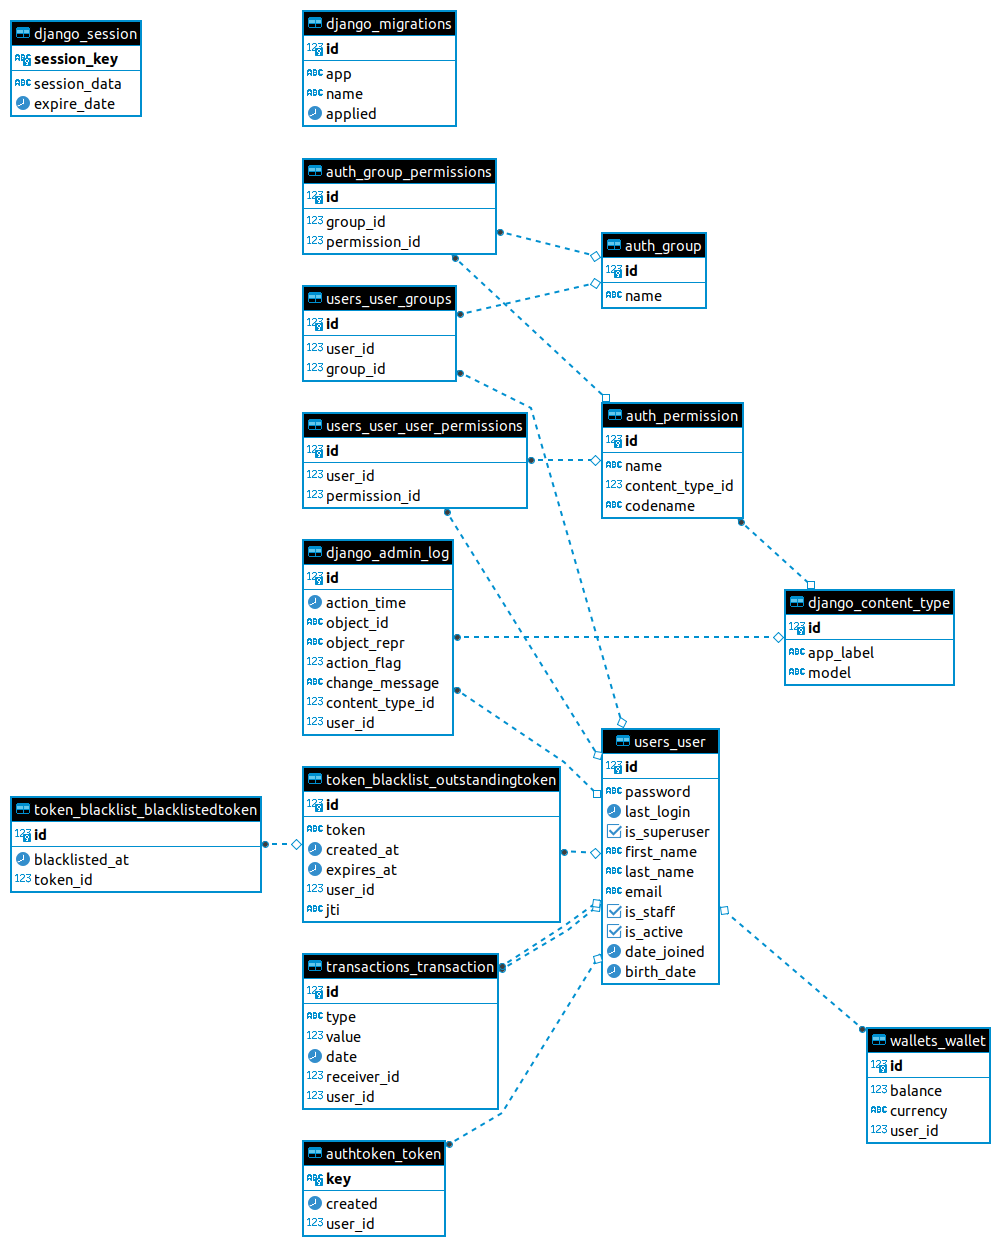 django_session
session_key
session_data
expire_date
django_migrations
id
app
name
applied
auth_group_permissions
id
group_id
permission_id
auth_group
id
name
users_user_groups
id
user_id
group_id
auth_permission
id
name
content_type_id
codename
users_user_user_permissions
id
user_id
permission_id
django_admin_log
id
action_time
object_id
object_repr
action_flag
change_message
content_type_id
user_id
django_content_type
id
app_label
model
users_user
id
password
last_login
is_superuser
first_name
last_name
email
is_staff
is_active
date_joined
birth_date
token_blacklist_blacklistedtoken
id
blacklisted_at
token_id
token_blacklist_outstandingtoken
id
token
created_at
expires_at
user_id
jti
transactions_transaction
id
type
value
date
receiver_id
user_id
wallets_wallet
id
balance
currency
user_id
authtoken_token
key
created
user_id